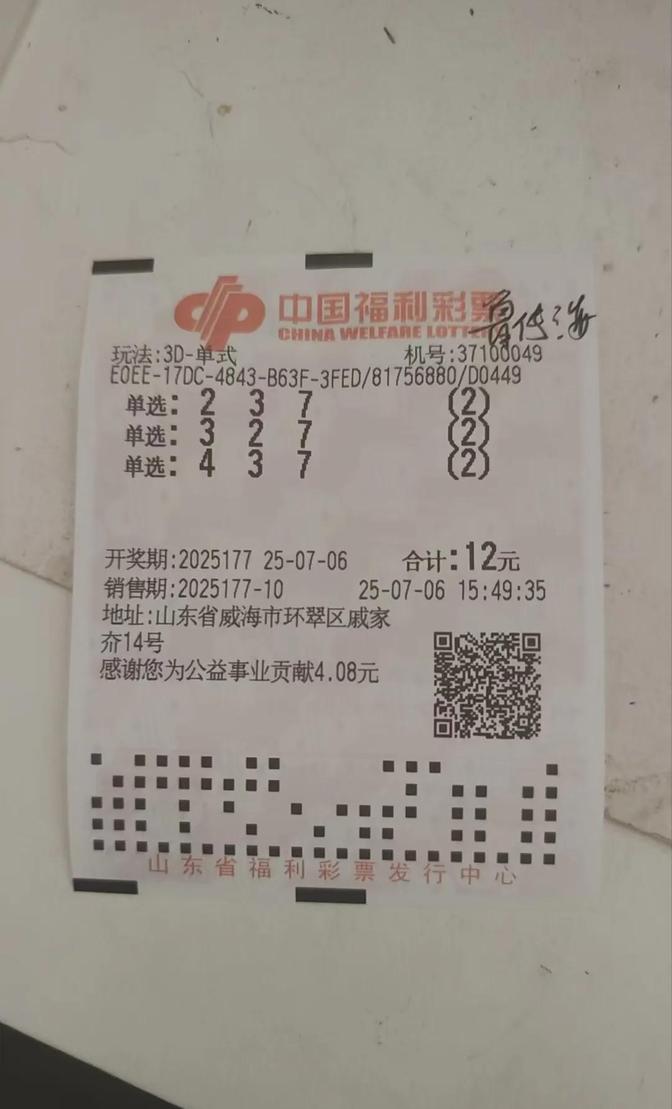 中国福利彩票
CHINA WELFARE LOTTE
玩法:3D-单式 机号:37100049
E0EE-17DC-4843-B63F-3FED/81756880/D0449
单选: 2 3 7 (2)
单选: 3 2 7 (2)
单选: 4 3 7 (2)
开奖期:2025177 25-07-06 合计:12元
销售期:2025177-10 25-07-06 15:49:35
地址:山东省威海市环翠区戚家
夼14号
感谢您为公益事业贡献4.08元
山东省福利彩票发行中心